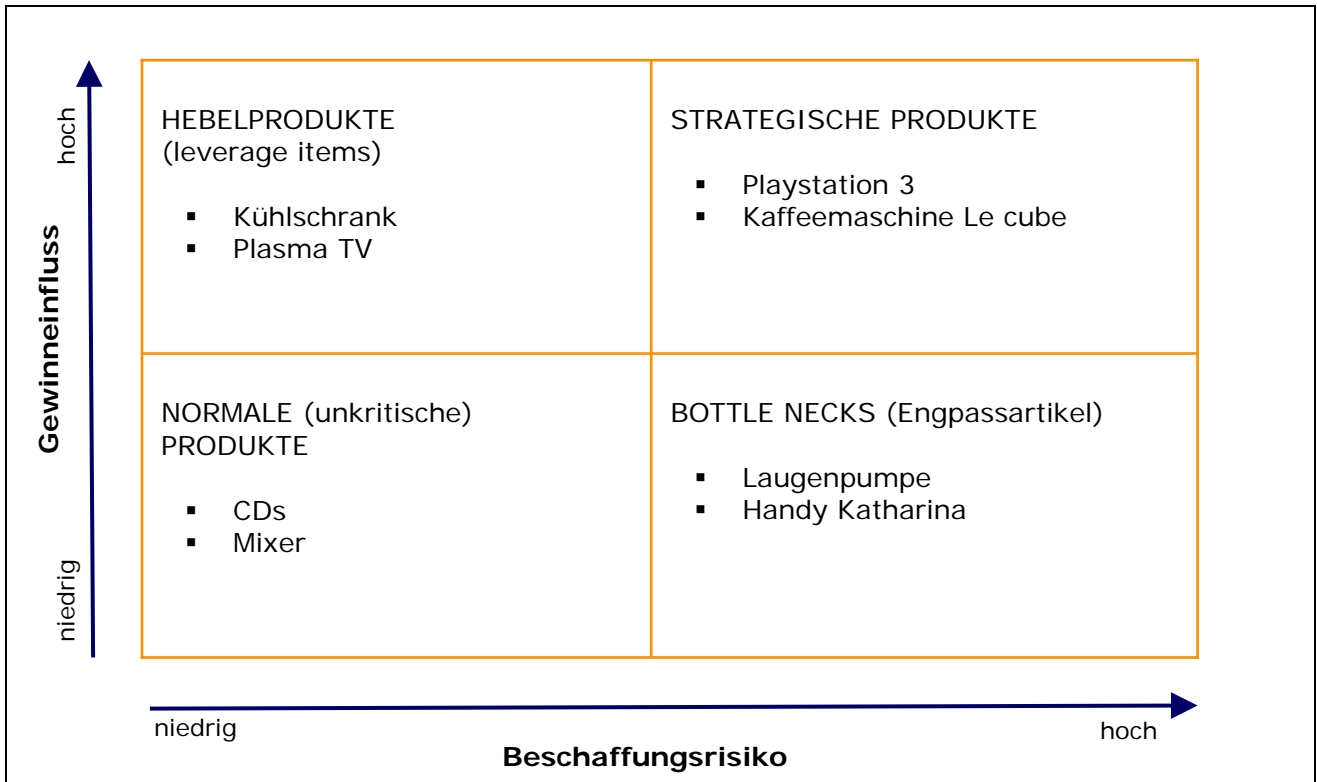 hoch
Gewinneinfluss
niedrig
HEBELPRODUKTE
(leverage items)
▪ Kühlschrank
▪ Plasma TV
STRATEGISCHE PRODUKTE
▪ Playstation 3
▪ Kaffeemaschine Le cube
NORMALE (unkritische)
PRODUKTE
▪ CDs
▪ Mixer
BOTTLE NECKS (Engpassartikel)
▪ Laugenpumpe
▪ Handy Katharina
niedrig
hoch
Beschaffungsrisiko